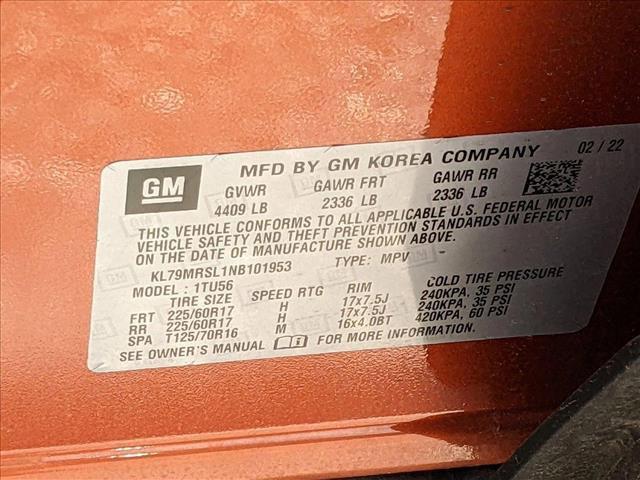 GM
MFD BY GM KOREA COMPANY 02 / 22
GVWR GAWR FRT GAWR RR
4409 LB 2336 LB 2336 LB
THIS VEHICLE CONFORMS TO ALL APPLICABLE U.S. FEDERAL MOTOR
VEHICLE SAFETY AND THEFT PREVENTION STANDARDS IN EFFECT
ON THE DATE OF MANUFACTURE SHOWN ABOVE.
KL79MRSL1NB101953 TYPE: MPV
MODEL : 1TU56
TIRE SIZE SPEED RTG RIM COLD TIRE PRESSURE
FRT 225/60R17 H 17x7.5J 240KPA, 35 PSI
RR 225/60R17 H 17x7.5J 240KPA, 35 PSI
SPA T125/70R16 M 16x4.0BT 420KPA, 60 PSI
SEE OWNER'S MANUAL FOR MORE INFORMATION